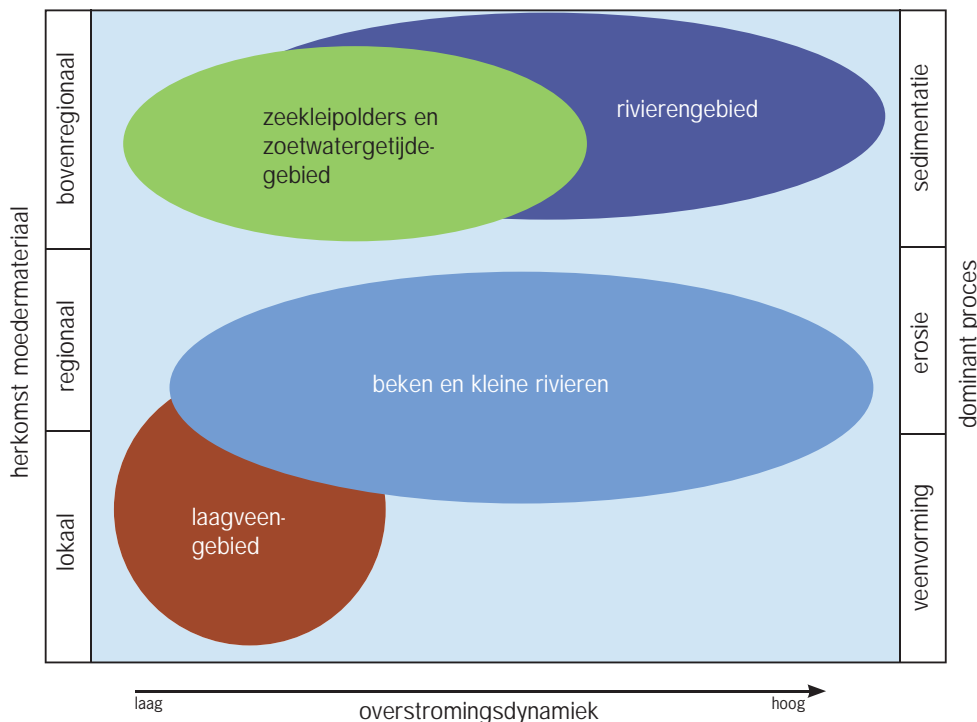 herkomst moedermateriaal
bovenregionaal
regionaal
lokaal
zeekleipolders en
zoetwatergetijde-
gebied
rivierengebied
beken en kleine rivieren
laagveen-
gebied
sedimentatie
erosie
veenvorming
dominant proces
laag
overstromingsdynamiek
hoog